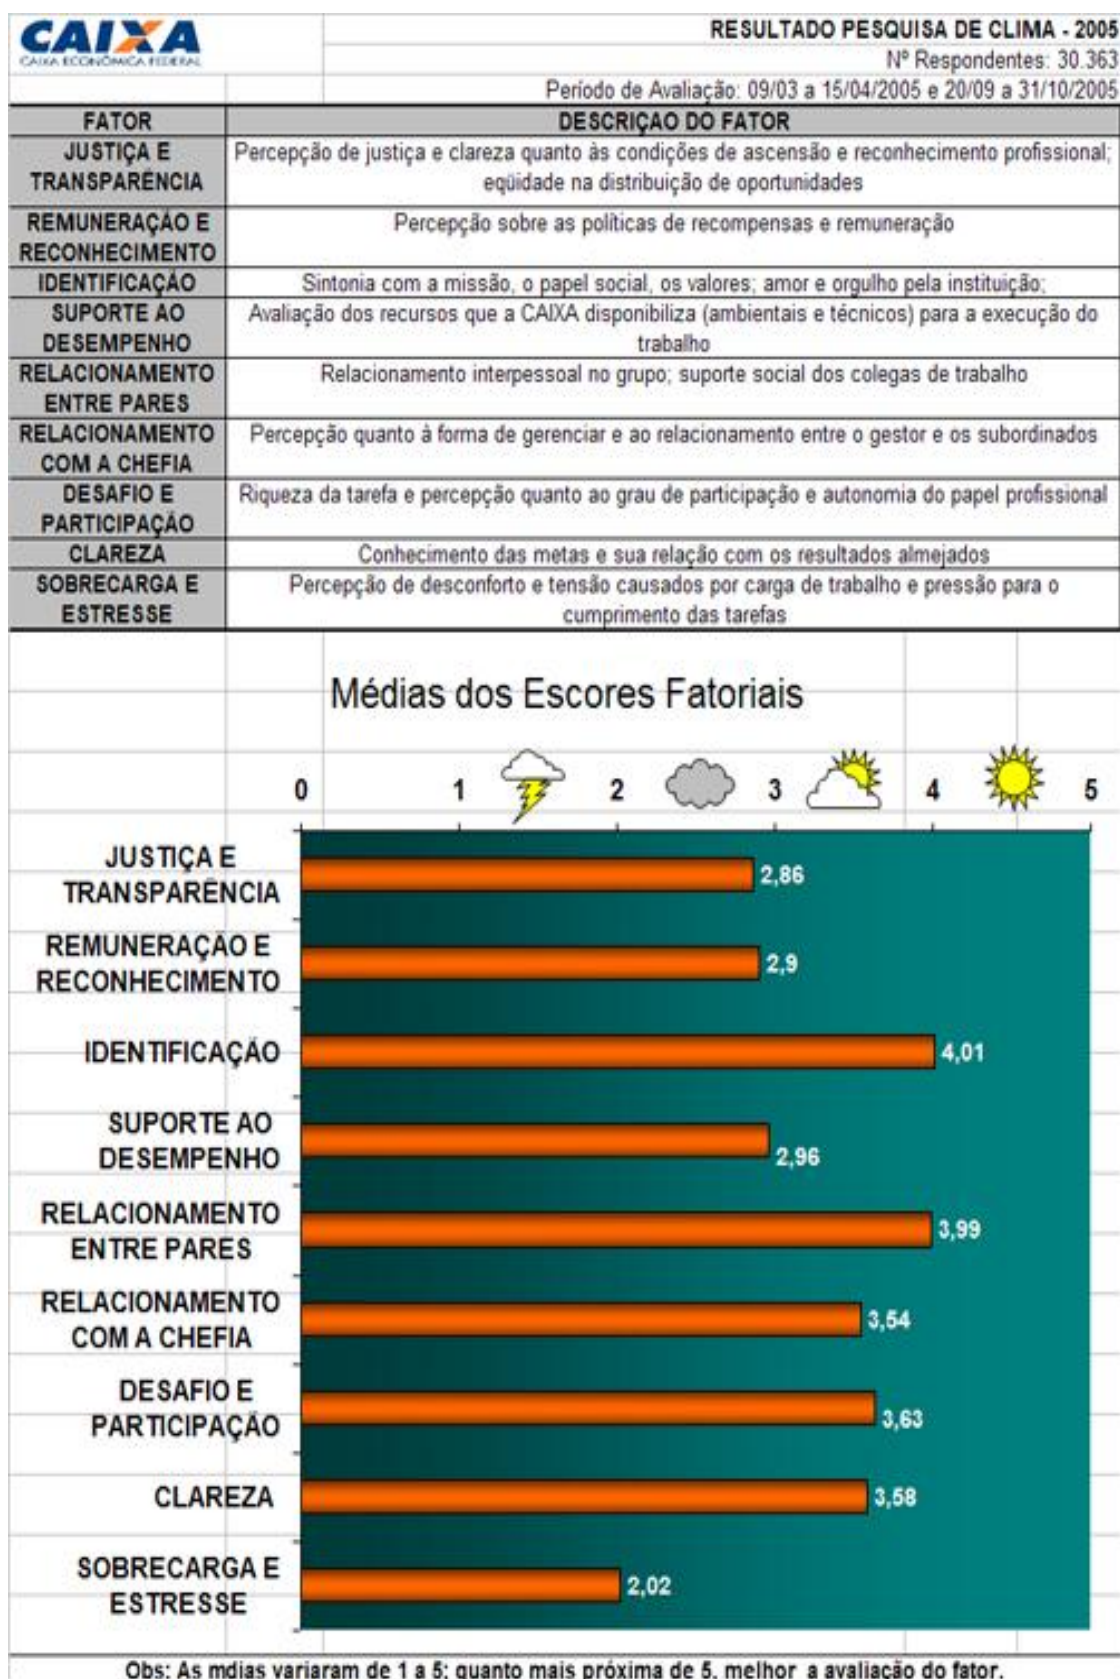 CAIXA
CAIXA ECONÔMICA FEDERAL
RESULTADO PESQUISA DE CLIMA - 2005
Nº Respondentes: 30.363
Período de Avaliação: 09/03 a 15/04/2005 e 20/09 a 31/10/2005
FATOR DESCRIÇAO DO FATOR
JUSTIÇA E
TRANSPARÊNCIA
Percepção de justiça e clareza quanto às condições de ascensão e reconhecimento profissional;
eqüidade na distribuição de oportunidades
REMUNERAÇÃO E
RECONHECIMENTO
Percepção sobre as políticas de recompensas e remuneração
IDENTIFICAÇÃO
Sintonia com a missão, o papel social, os valores; amor e orgulho pela instituição;
SUPORTE AO
DESEMPENHO
Avaliação dos recursos que a CAIXA disponibiliza (ambientais e técnicos) para a execução do
trabalho
RELACIONAMENTO
ENTRE PARES
Relacionamento interpessoal no grupo; suporte social dos colegas de trabalho
RELACIONAMENTO
COM A CHEFIA
Percepção quanto à forma de gerenciar e ao relacionamento entre o gestor e os subordinados
DESAFIO E
PARTICIPAÇÃO
Riqueza da tarefa e percepção quanto ao grau de participação e autonomia do papel profissional
CLAREZA
Conhecimento das metas e sua relação com os resultados almejados
SOBRECARGA E
ESTRESSE
Percepção de desconforto e tensão causados por carga de trabalho e pressão para o
cumprimento das tarefas
Médias dos Escores Fatoriais
0 1 2 3 4 5
JUSTIÇA E
TRANSPARÊNCIA
2,86
REMUNERAÇÃO E
RECONHECIMENTO
2,9
IDENTIFICAÇÃO
4,01
SUPORTE AO
DESEMPENHO
2,96
RELACIONAMENTO
ENTRE PARES
3,99
RELACIONAMENTO
COM A CHEFIA
3,54
DESAFIO E
PARTICIPAÇÃO
3,63
CLAREZA
3,58
SOBRECARGA E
ESTRESSE
2,02
Obs: As mdias variaram de 1 a 5; quanto mais próxima de 5, melhor a avaliação do fator.